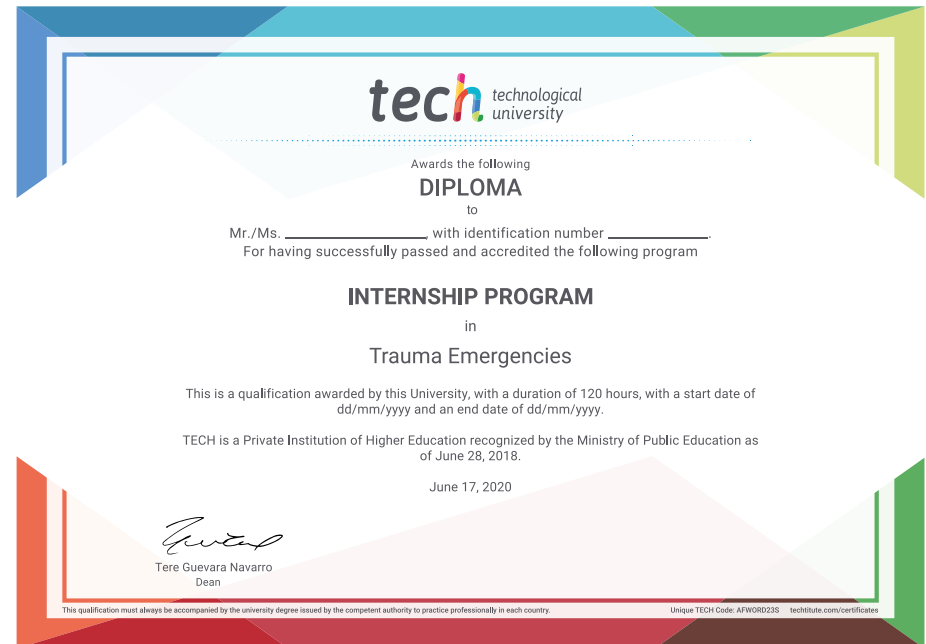 tech technological
university
Awards the following
DIPLOMA
to
Mr./Ms. ____________________, with identification number ______________.
For having successfully passed and accredited the following program
INTERNSHIP PROGRAM
in
Trauma Emergencies
This is a qualification awarded by this University, with a duration of 120 hours, with a start date of
dd/mm/yyyy and an end date of dd/mm/yyyy.
TECH is a Private Institution of Higher Education recognized by the Ministry of Public Education as
of June 28, 2018.
June 17, 2020
Tere Guevara Navarro
Dean
This qualification must always be accompanied by the university degree issued by the competent authority to practice professionally in each country.
Unique TECH Code: AFWORD23S techtitute.com/certificates